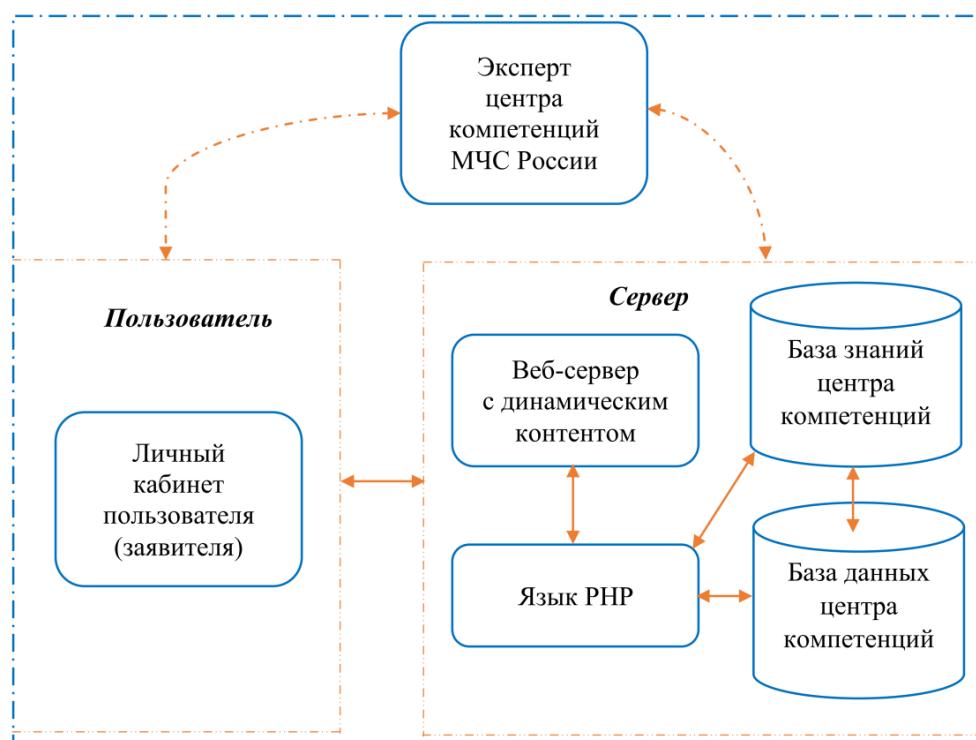 Эксперт
центра
компетенций
МЧС России
Пользователь
Личный
кабинет
пользователя
(заявителя)
Сервер
Веб-сервер
с динамическим
контентом
Язык PHP
База знаний
центра
компетенций
База данных
центра
компетенций